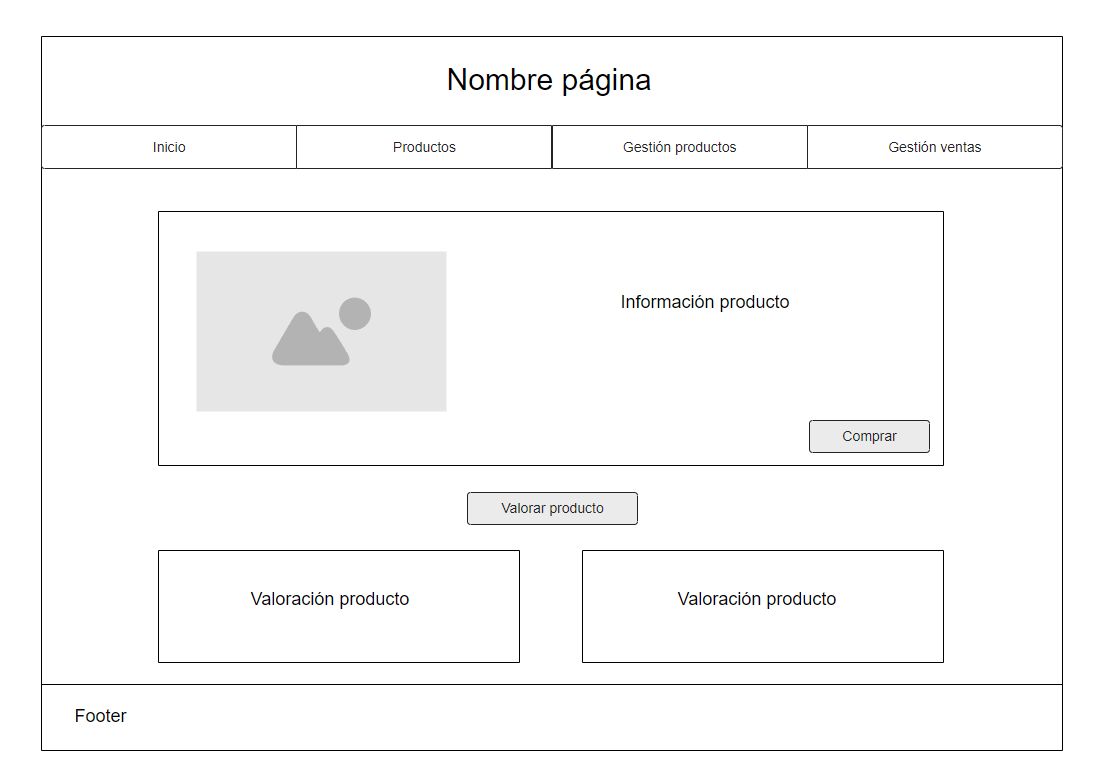 Nombre página
Inicio
Productos
Gestión productos
Gestión ventas
Información producto
Comprar
Valorar producto
Valoración producto
Valoración producto
Footer